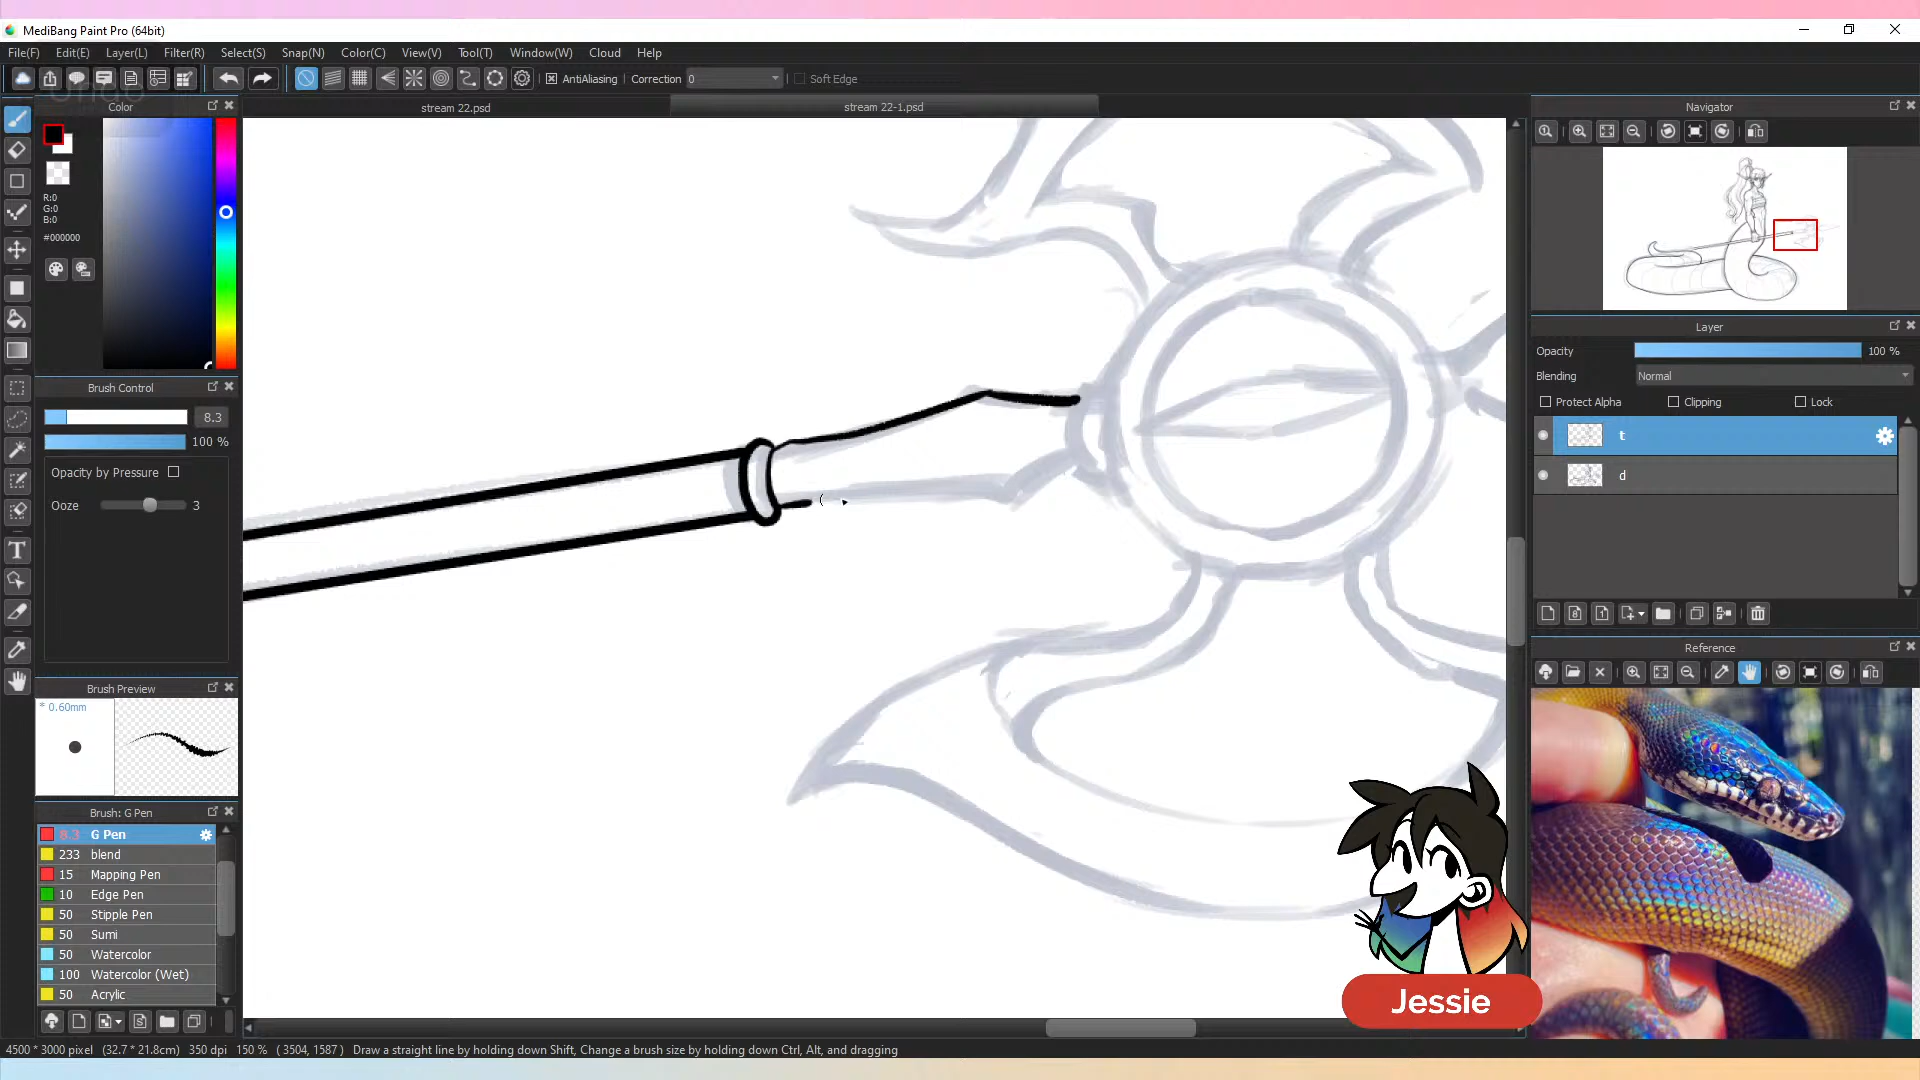 MediBang Paint Pro (64bit)
File(F) Edit(E) Layer(L) Filter(R) Select(S) Snap(N) Color(C) View(V) Tool(T) Window(W) Cloud Help
AntiAliasing Correction 0 Soft Edge
Undo
Color
stream 22.psd
stream 22-1.psd
Navigator
R:0
G:0
B:0
#000000
Layer
Opacity 100 %
Blending Normal
Protect Alpha Clipping Lock
t
d
Brush Control
8.3
100 %
Opacity by Pressure
Ooze 3
Reference
Brush Preview
* 0.60mm
Brush: G Pen
8.3 G Pen
233 blend
15 Mapping Pen
10 Edge Pen
50 Stipple Pen
50 Sumi
50 Watercolor
100 Watercolor (Wet)
50 Acrylic
Jessie
4500 * 3000 pixel (32.7 * 21.8cm) 350 dpi 150 % ( 3504, 1587 ) Draw a straight line by holding down Shift, Change a brush size by holding down Ctrl, Alt, and dragging